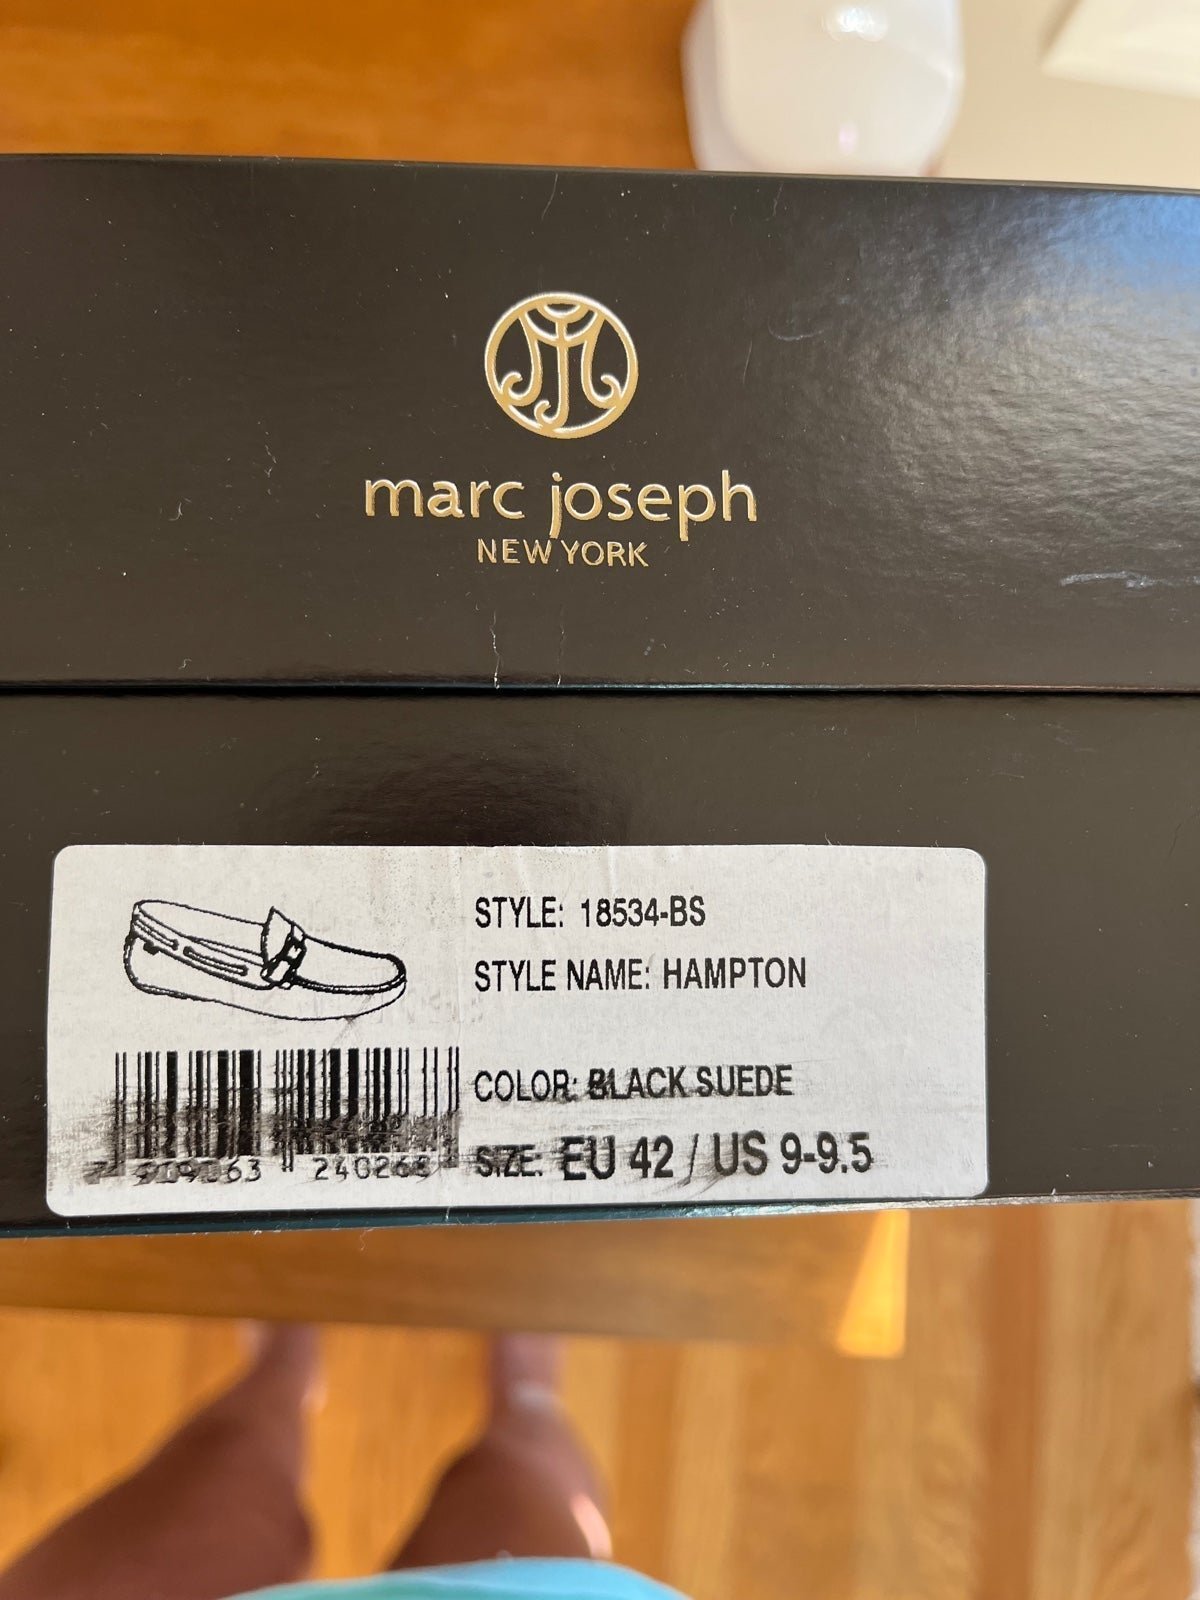 marc joseph
NEW YORK
STYLE: 18534-BS
STYLE NAME: HAMPTON
COLOR: BLACK SUEDE
SIZE: EU 42 / US 9-9.5